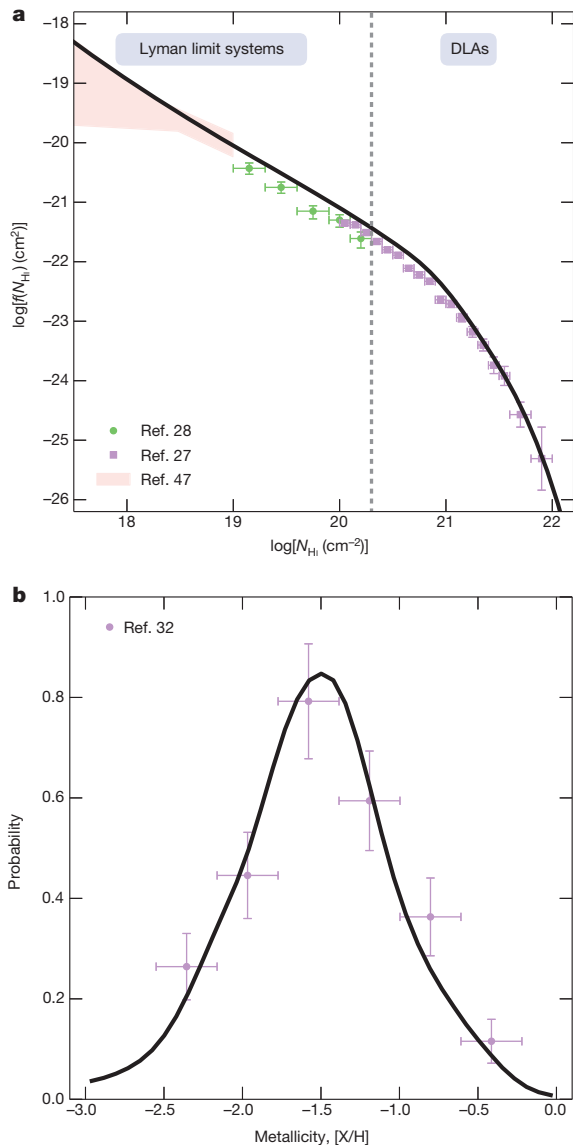 a
Lyman limit systems
DLAs
–18
–19
–20
–21
–22
–23
–24
–25
–26
log[f(N_HI) (cm²)]
Ref. 28
Ref. 27
Ref. 47
18 19 20 21 22
log[N_HI (cm⁻²)]
b
Ref. 32
1.0
0.8
0.6
0.4
0.2
0.0
Probability
–3.0 –2.5 –2.0 –1.5 –1.0 –0.5 0.0
Metallicity, [X/H]